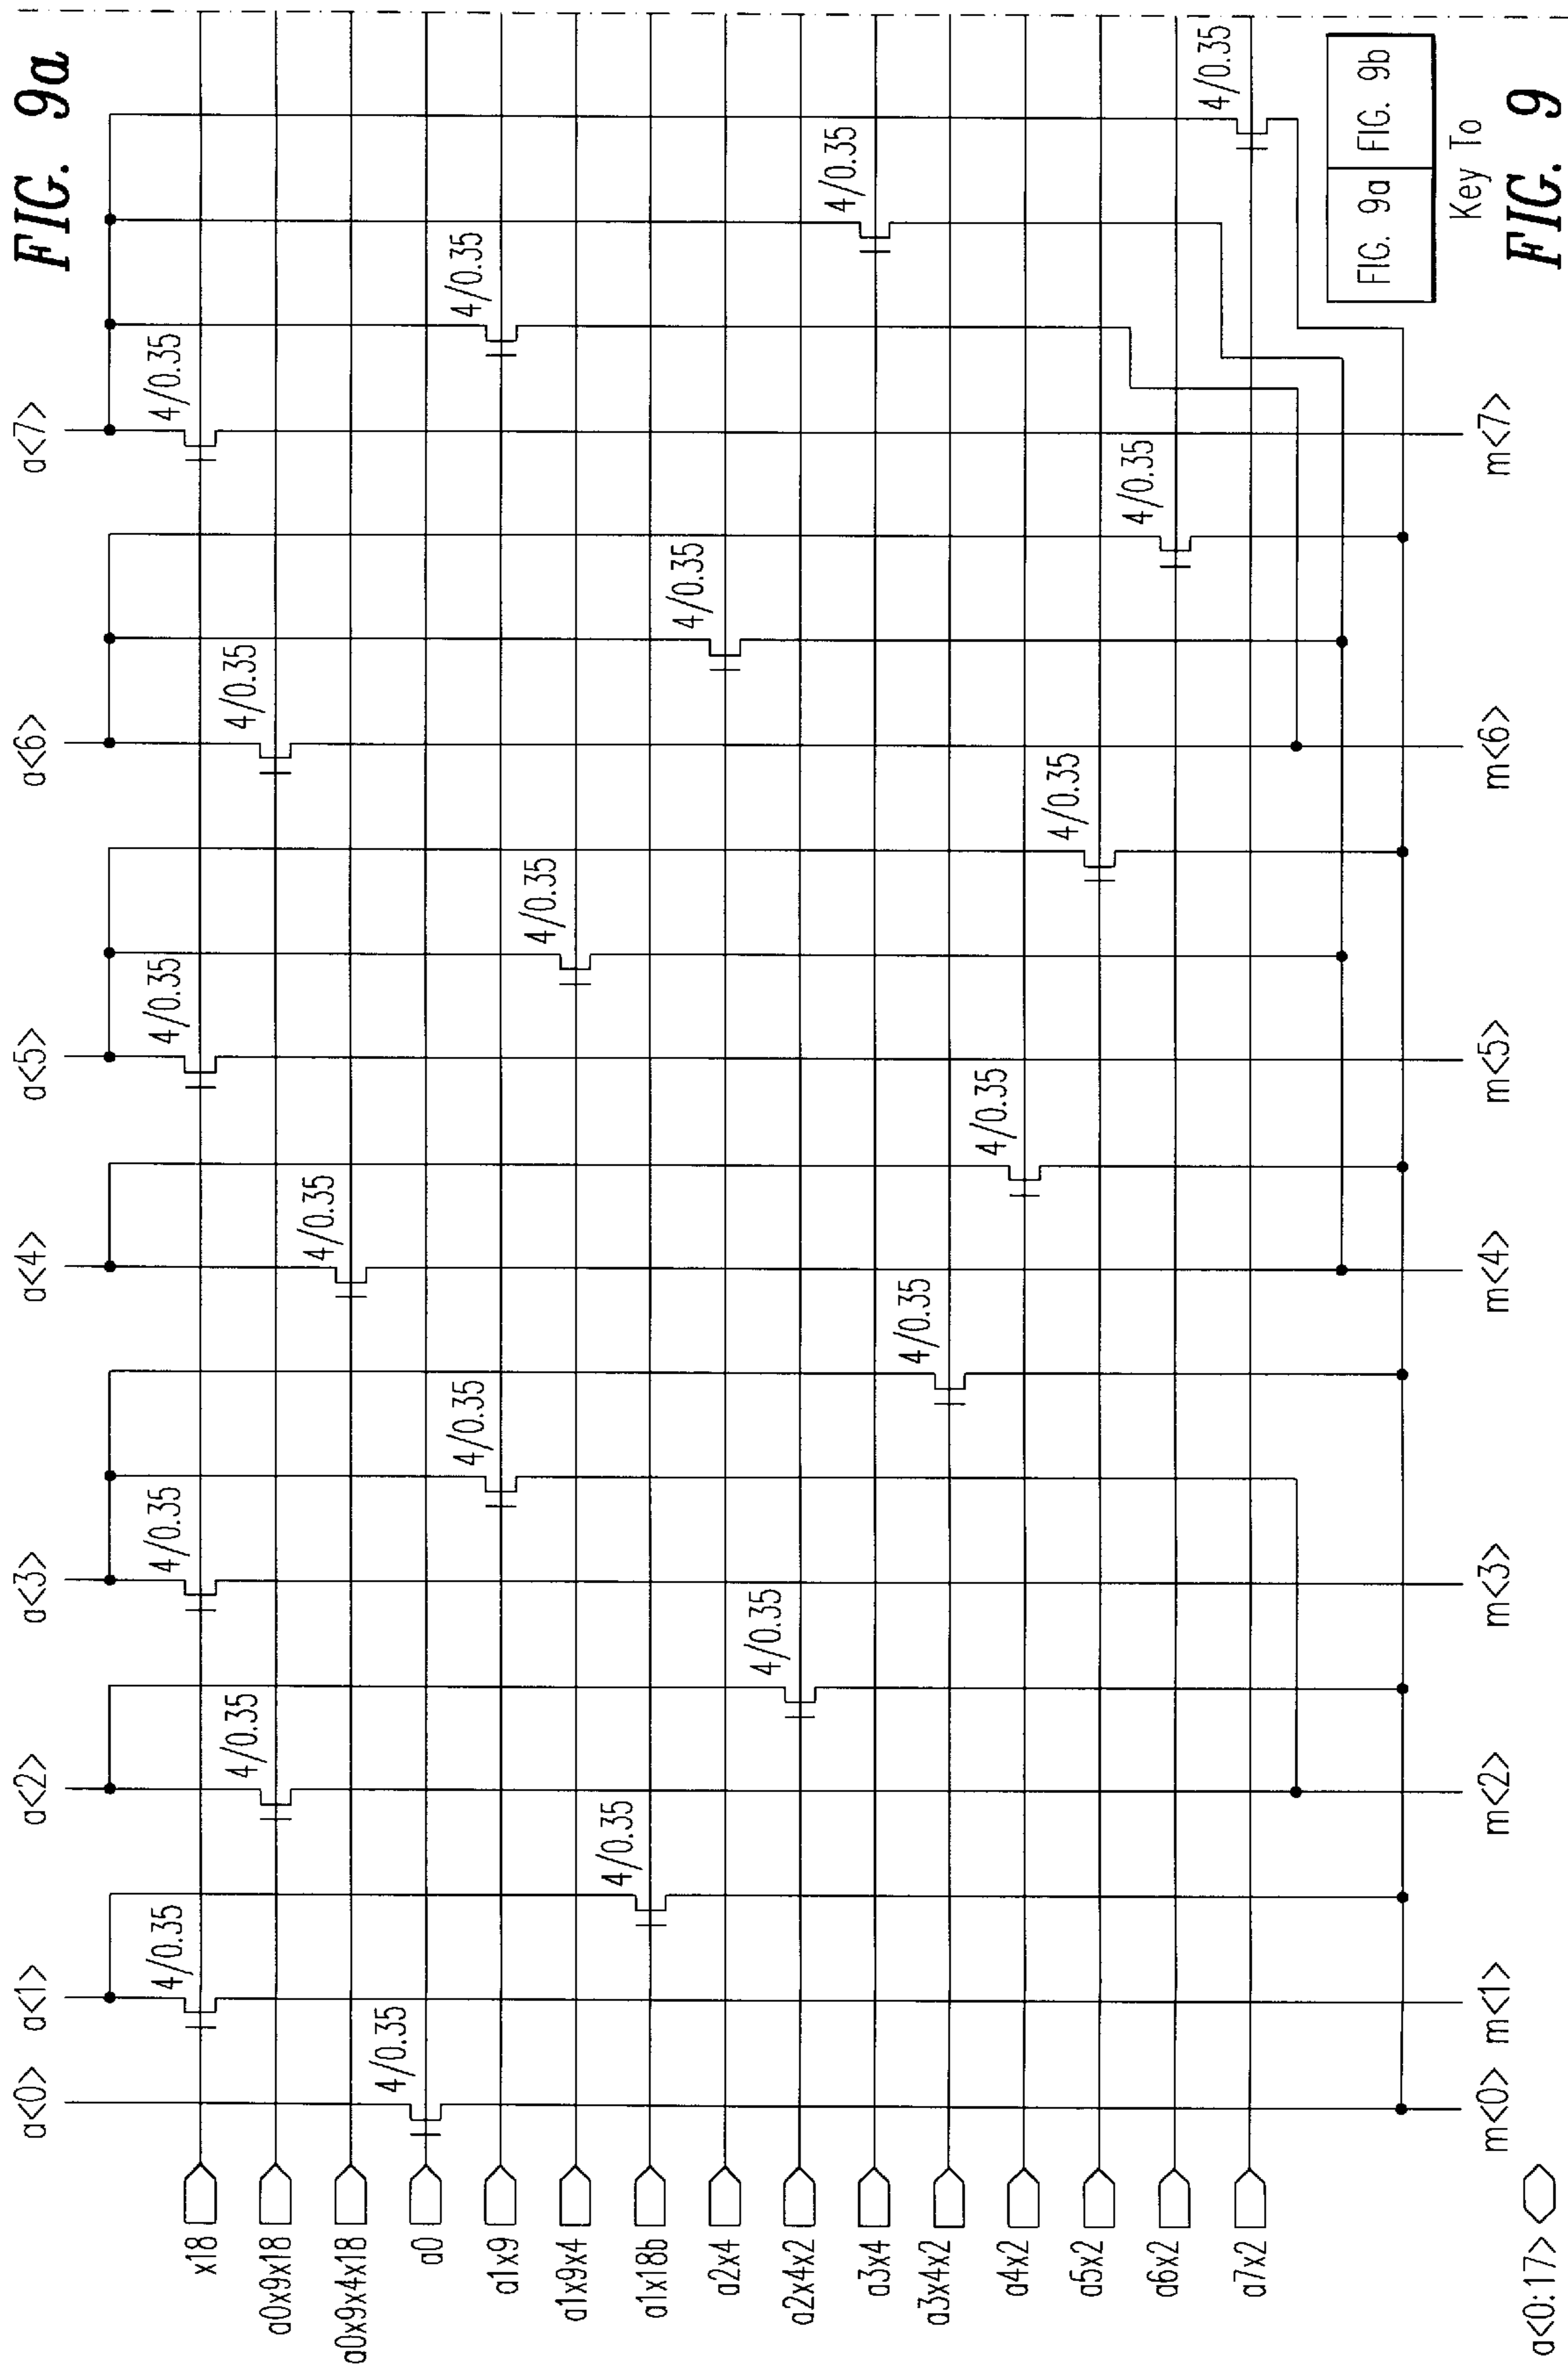 FIG. 9a
a<0>
a<1>
a<2>
a<3>
a<4>
a<5>
a<6>
a<7>
x18
4/0.35
4/0.35
4/0.35
4/0.35
a0x9x18
4/0.35
4/0.35
a0x9x4x18
4/0.35
a0
4/0.35
a1x9
4/0.35
4/0.35
a1x9x4
4/0.35
a1x18b
4/0.35
a2x4
4/0.35
a2x4x2
4/0.35
a3x4
4/0.35
a3x4x2
4/0.35
a4x2
4/0.35
a5x2
4/0.35
a6x2
4/0.35
a7x2
4/0.35
m<0>
m<1>
m<2>
m<3>
m<4>
m<5>
m<6>
m<7>
a<0:17>
FIG. 9a FIG. 9b
Key To
FIG. 9